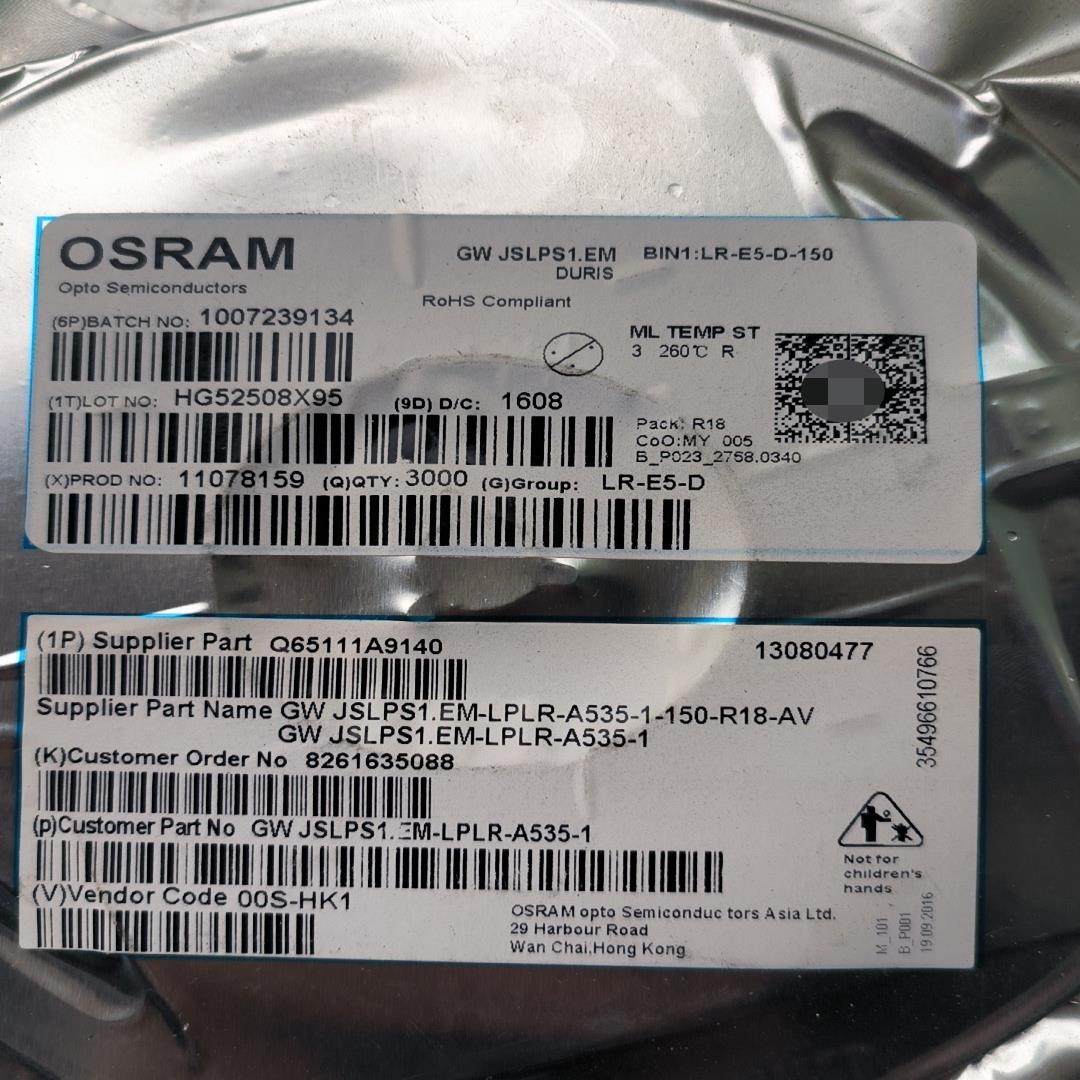 OSRAM
Opto Semiconductors
GW JSLPS1.EM BIN1:LR-E5-D-150
DURIS
RoHS Compliant
(6P)BATCH NO: 1007239134
ML TEMP ST
3 260℃ R
(1T)LOT NO: HG52508X95 (9D) D/C: 1608
Pack: R18
CoO:MY 005
B_P023_2758.0340
(X)PROD NO: 11078159 (Q)QTY: 3000 (G)Group: LR-E5-D
(1P) Supplier Part Q65111A9140 13080477
Supplier Part Name GW JSLPS1.EM-LPLR-A535-1-150-R18-AV
GW JSLPS1.EM-LPLR-A535-1
(K)Customer Order No 8261635088
(p)Customer Part No GW JSLPS1.EM-LPLR-A535-1
(V)Vendor Code 00S-HK1
OSRAM opto Semiconduc tors Asia Ltd.
29 Harbour Road
Wan Chai,Hong Kong
35496610766
Not for
children's
hands
M_101
B_P001
19.09.2016